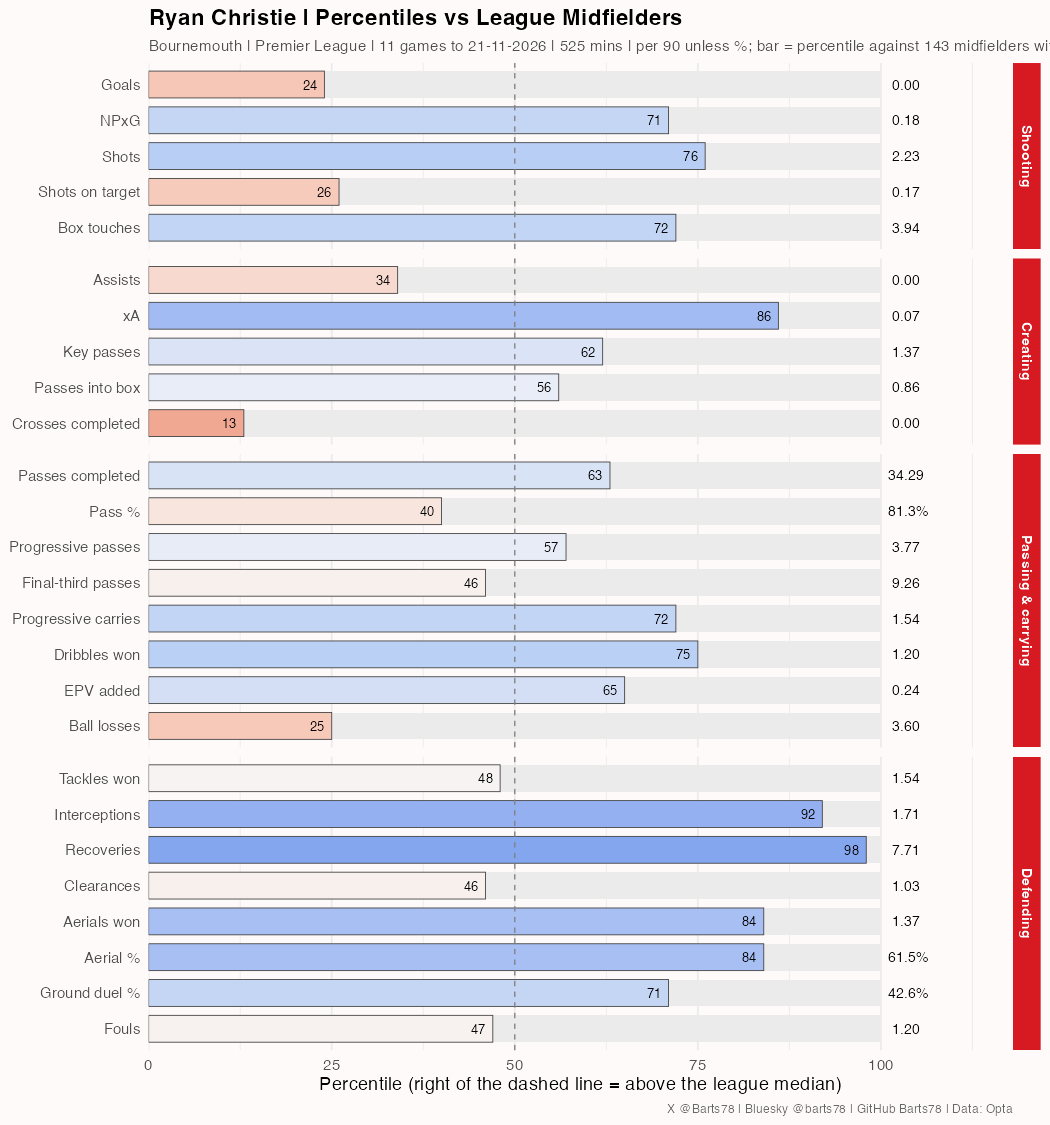 Ryan Christie | Percentiles vs League Midfielders
Bournemouth | Premier League | 11 games to 21-11-2026 | 525 mins | per 90 unless %; bar = percentile against 143 midfielders
Goals 24 0.00
NPxG 71 0.18
Shots 76 2.23
Shots on target 26 0.17
Box touches 72 3.94
Shooting
Assists 34 0.00
xA 86 0.07
Key passes 62 1.37
Passes into box 56 0.86
Crosses completed 13 0.00
Creating
Passes completed 63 34.29
Pass % 40 81.3%
Progressive passes 57 3.77
Final-third passes 46 9.26
Progressive carries 72 1.54
Dribbles won 75 1.20
EPV added 65 0.24
Ball losses 25 3.60
Passing & carrying
Tackles won 48 1.54
Interceptions 92 1.71
Recoveries 98 7.71
Clearances 46 1.03
Aerials won 84 1.37
Aerial % 84 61.5%
Ground duel % 71 42.6%
Fouls 47 1.20
Defending
0 25 50 75 100
Percentile (right of the dashed line = above the league median)
X @Barts78 | Bluesky @barts78 | GitHub Barts78 | Data: Opta